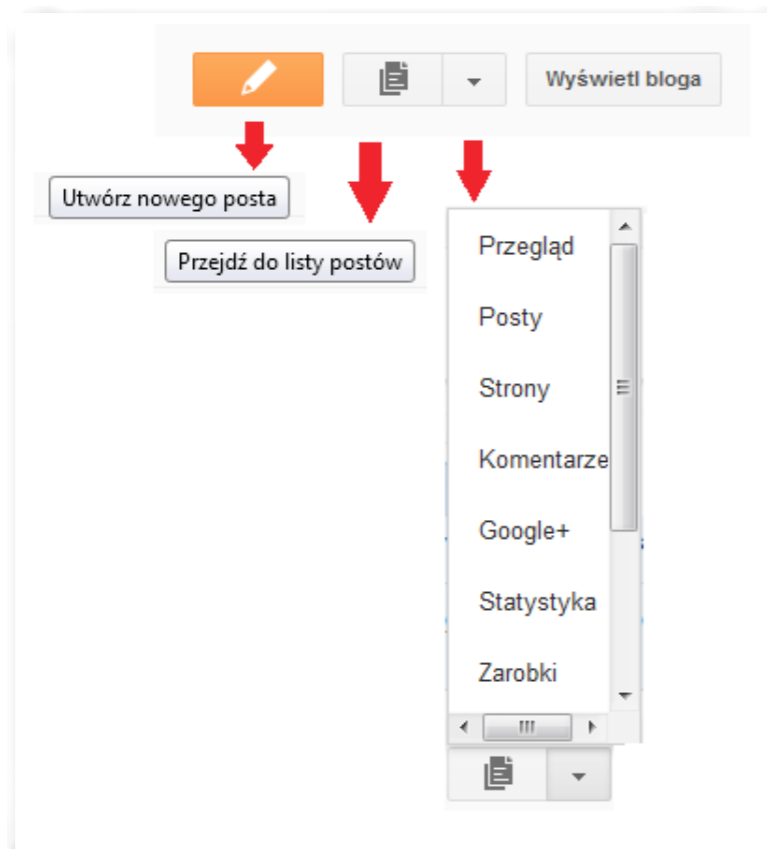 Wyświetl bloga
Utwórz nowego posta
Przejdź do listy postów
Przegląd
Posty
Strony
Komentarze
Google+
Statystyka
Zarobki